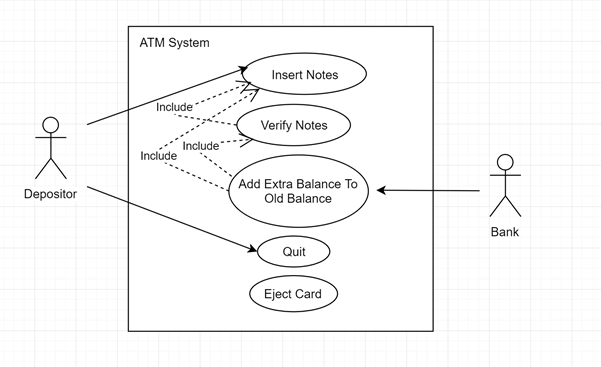 ATM System
Insert Notes
Include
Verify Notes
Include
Include
Add Extra Balance To
Old Balance
Depositor
Bank
Quit
Eject Card